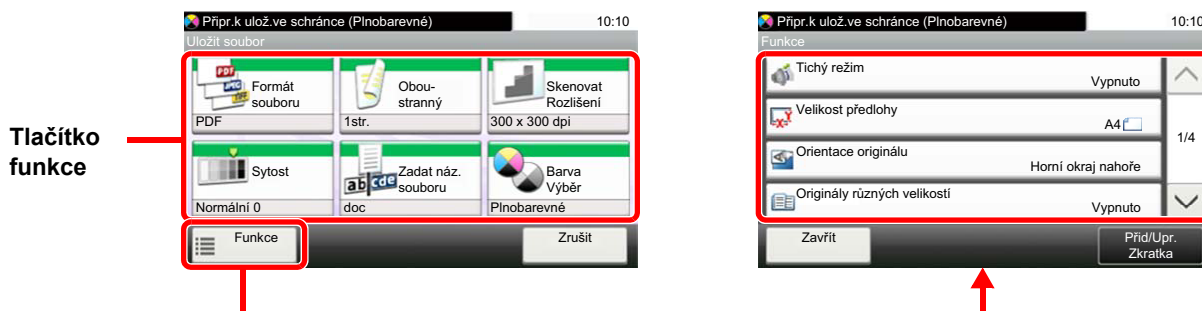 Připr.k ulož.ve schránce (Plnobarevné) 10:10
Uložit soubor
Formát
souboru
PDF
Obou-
stranný
1str.
Skenovat
Rozlišení
300 x 300 dpi
Sytost
Normální 0
Zadat náz.
souboru
doc
Barva
Výběr
Plnobarevné
Funkce
Zrušit
Tlačítko
funkce
Připr.k ulož.ve schránce (Plnobarevné) 10:10
Funkce
Tichý režim
Vypnuto
Velikost předlohy
A4
Orientace originálu
Horní okraj nahoře
Originály různých velikostí
Vypnuto
1/4
Zavřít
Přid/Upr.
Zkratka